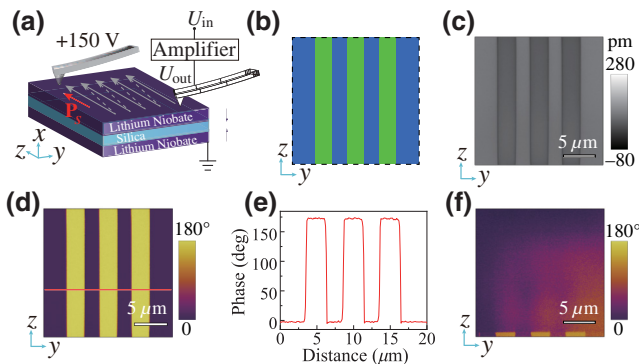 (a)
+150 V
U_in
Amplifier
U_out
P_s
Lithium Niobate
Silica
Lithium Niobate
x
z
y
(b)
z
y
(c)
pm
280
−80
5 μm
z
y
(d)
180°
0
5 μm
z
y
(e)
Phase (deg)
150
100
50
0
0 5 10 15 20
Distance (μm)
(f)
180°
0
5 μm
z
y